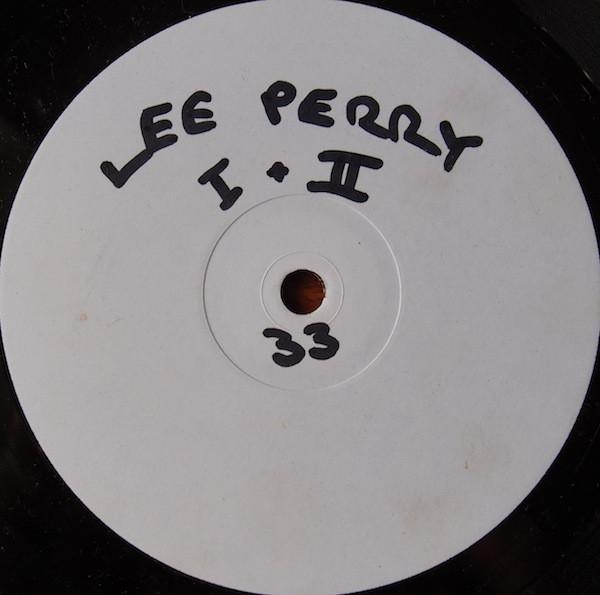 LEE PERRY
I + II
33